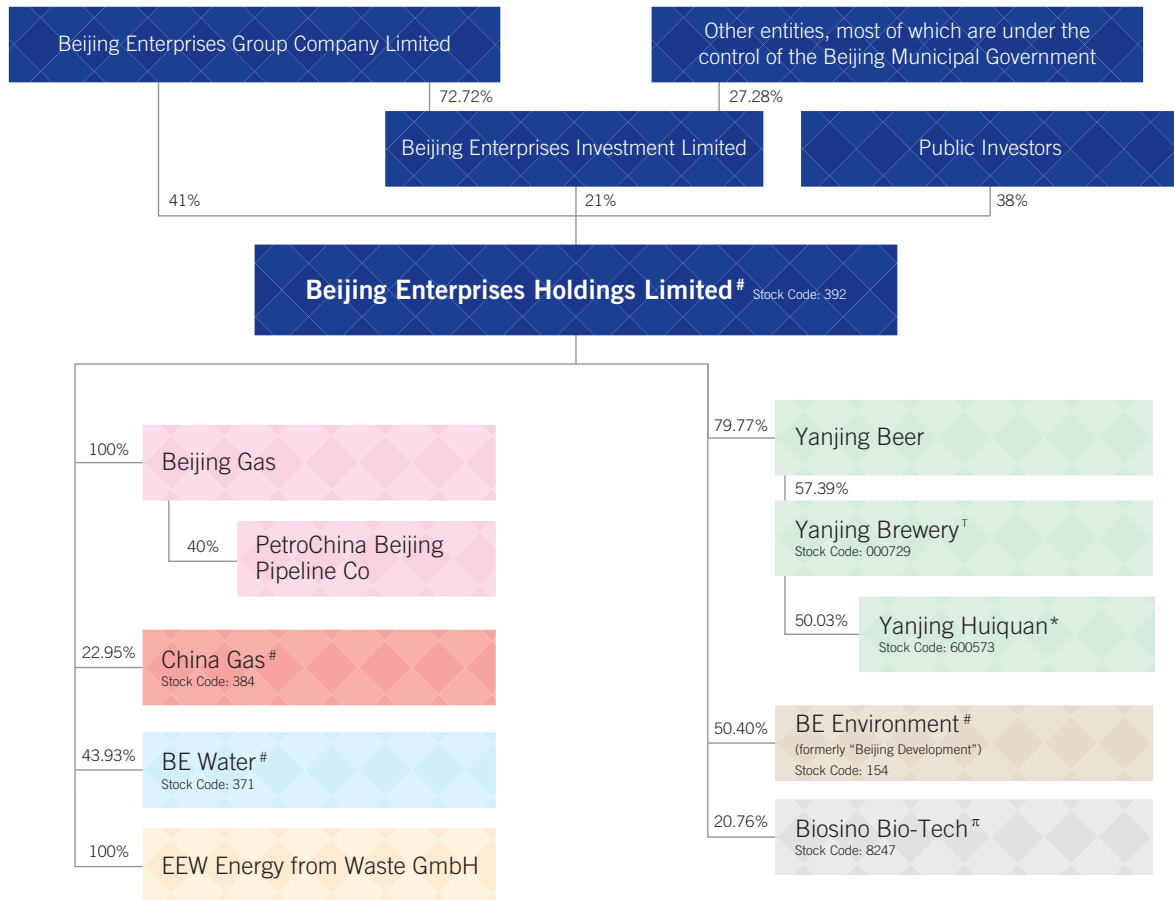 Beijing Enterprises Group Company Limited
Other entities, most of which are under the
control of the Beijing Municipal Government
72.72%
27.28%
Beijing Enterprises Investment Limited
Public Investors
41%
21%
38%
Beijing Enterprises Holdings Limited# Stock Code: 392
100%
Beijing Gas
40%
PetroChina Beijing
Pipeline Co
22.95%
China Gas#
Stock Code: 384
43.93%
BE Water#
Stock Code: 371
100%
EEW Energy from Waste GmbH
79.77%
Yanjing Beer
57.39%
Yanjing Brewery
Stock Code: 000729
50.03%
Yanjing Huiquan*
Stock Code: 600573
50.40%
BE Environment#
(formerly “Beijing Development”)
Stock Code: 154
20.76%
Biosino Bio-Tech π
Stock Code: 8247